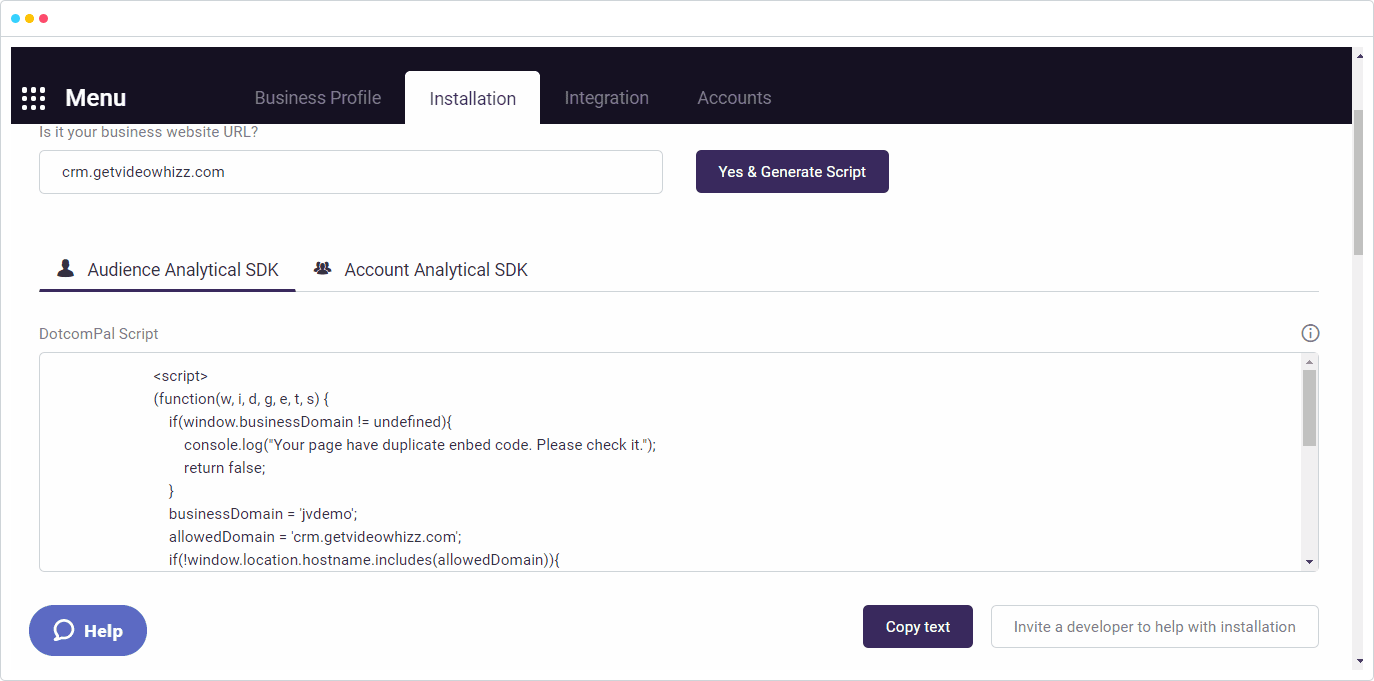 Menu
Business Profile
Installation
Integration
Accounts
Is it your business website URL?
crm.getvideowhizz.com
Yes & Generate Script
Audience Analytical SDK
Account Analytical SDK
DotcomPal Script
<script>
(function(w, i, d, g, e, t, s) {
if(window.businessDomain != undefined){
console.log("Your page have duplicate enbed code. Please check it.");
return false;
}
businessDomain = 'jvdemo';
allowedDomain = 'crm.getvideowhizz.com';
if(!window.location.hostname.includes(allowedDomain)){
Help
Copy text
Invite a developer to help with installation